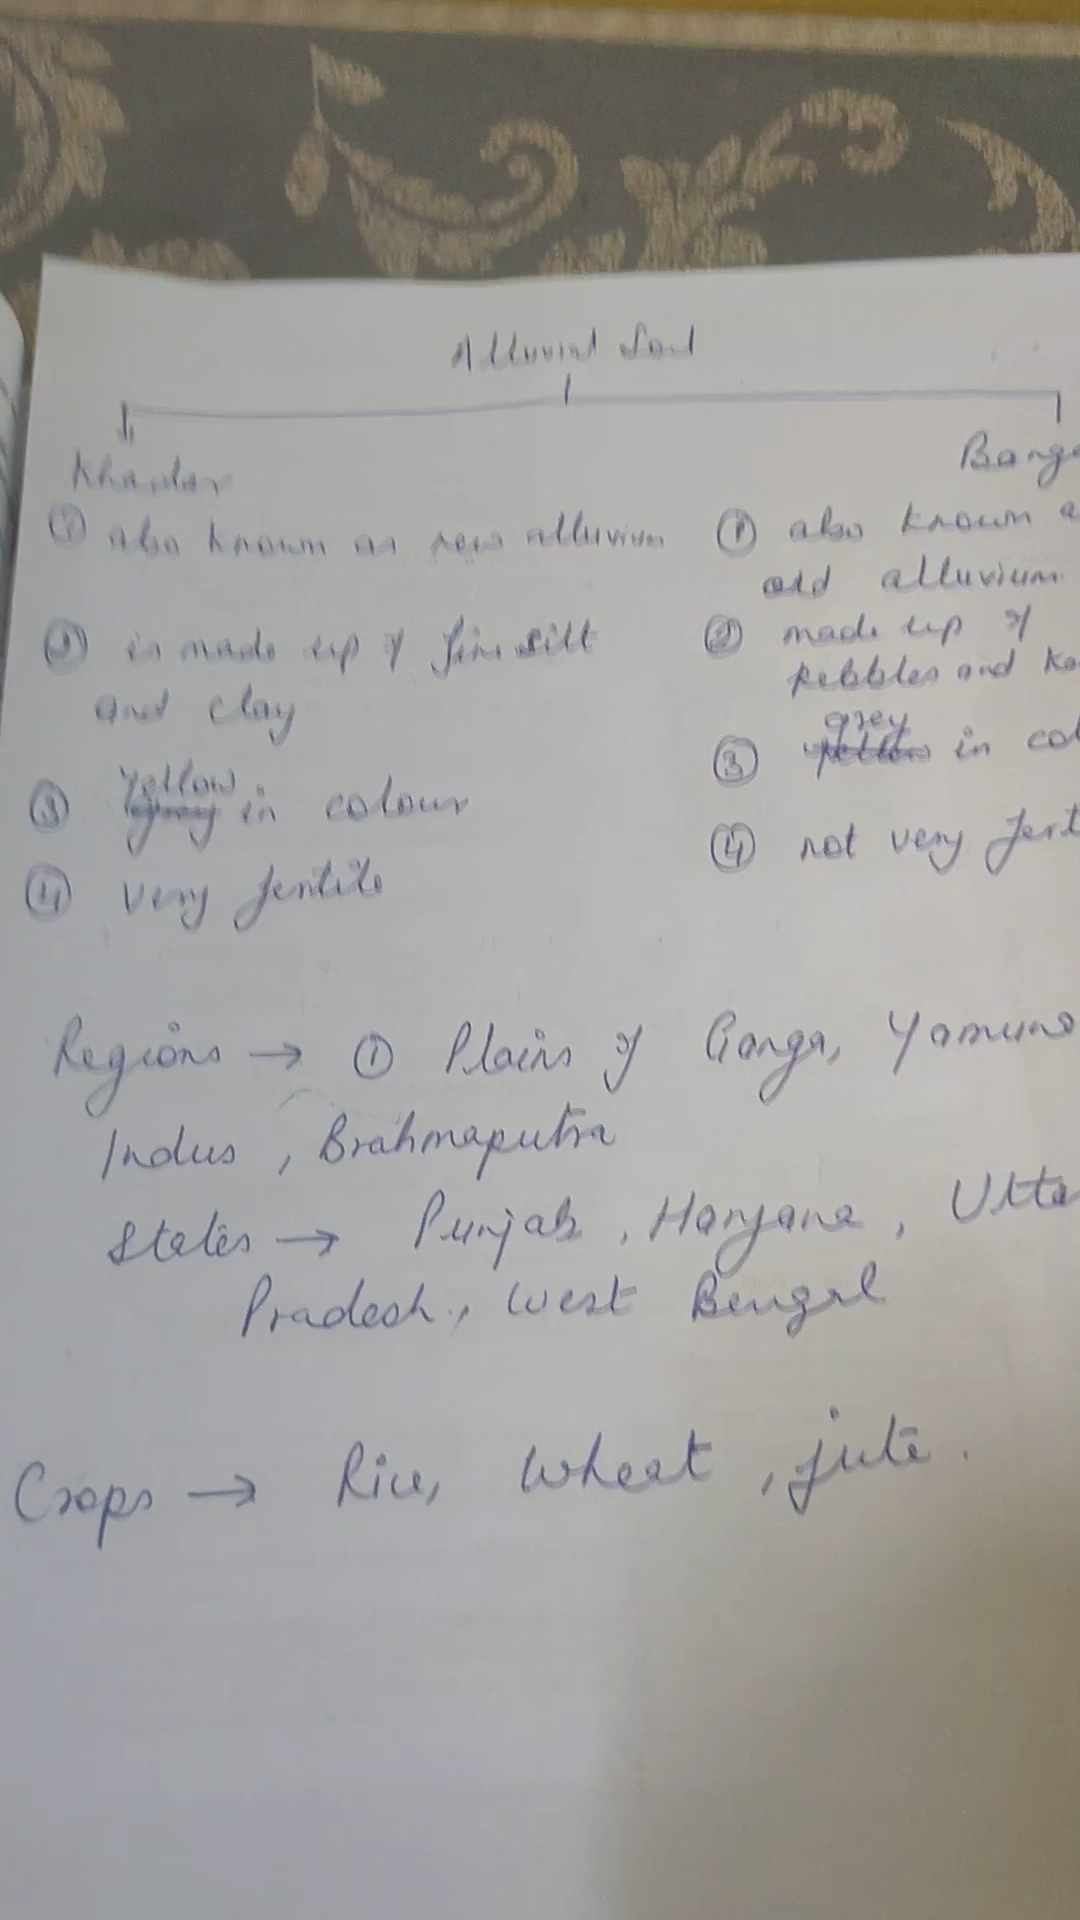 Alluvial Soil
Khadar
① also known as new alluvium
② is made up of fine silt
and clay
③ yellow in colour
④ very fertile
Bang
① also known a
old alluvium
② made up of
pebbles and ka
③ grey in col
④ not very fert
Regions → ① Plains of Ganga, Yamuna
Indus, Brahmaputra
States → Punjab, Haryana, Utta
Pradesh, West Bengal
Crops → Rice, Wheat, jute.